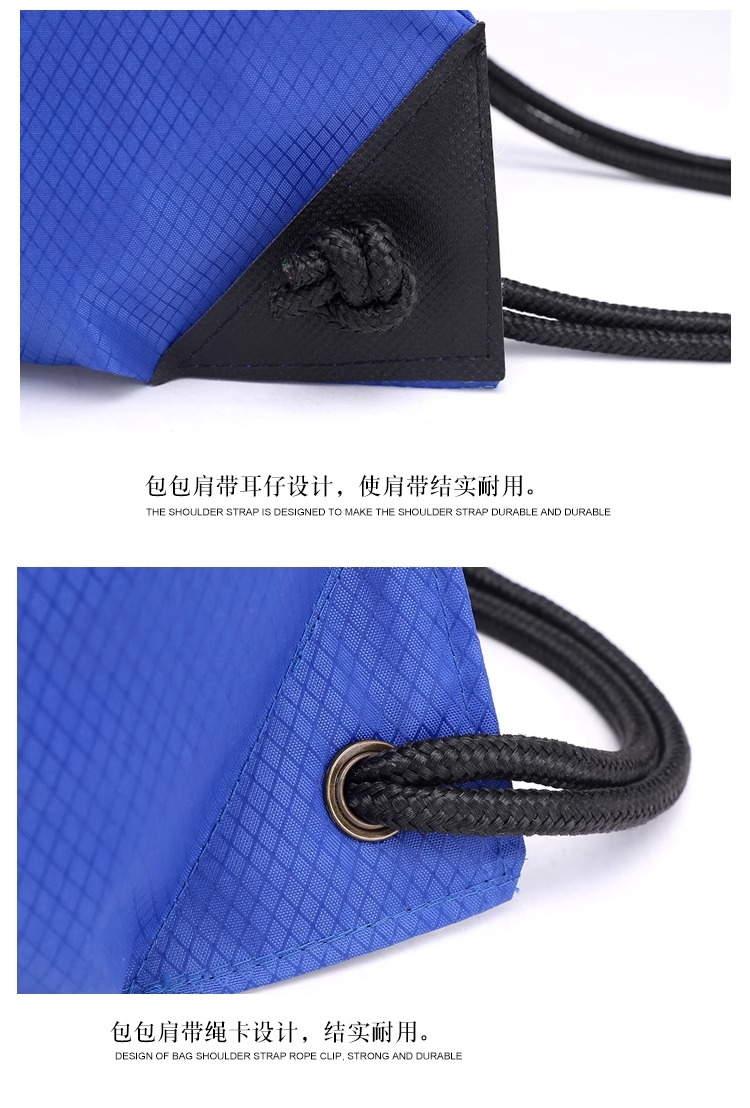 包包肩带耳仔设计，使肩带结实耐用。
THE SHOULDER STRAP IS DESIGNED TO MAKE THE SHOULDER STRAP DURABLE AND DURABLE
包包肩带绳卡设计，结实耐用。
DESIGN OF BAG SHOULDER STRAP ROPE CLIP, STRONG AND DURABLE